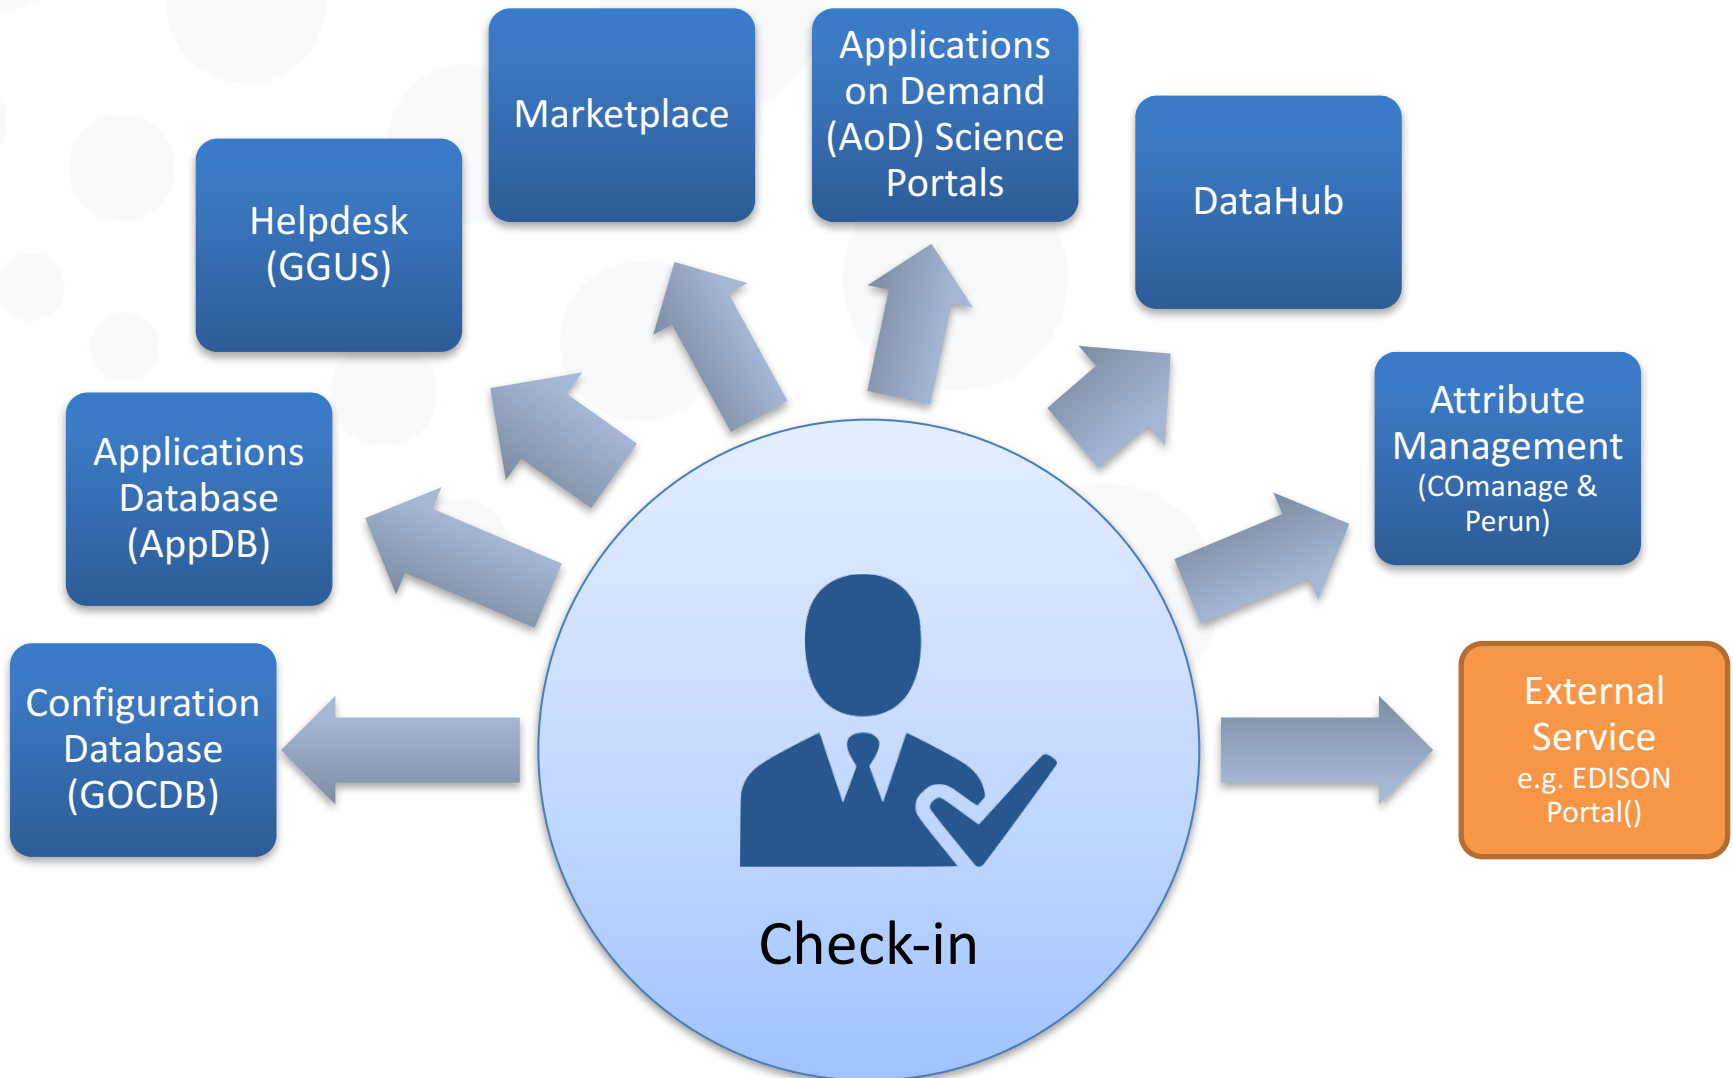 Marketplace
Applications
on Demand
(AoD) Science
Portals
DataHub
Helpdesk
(GGUS)
Attribute
Management
(COmanage &
Perun)
Applications
Database
(AppDB)
Configuration
Database
(GOCDB)
External
Service
e.g. EDISON
Portal()
Check-in